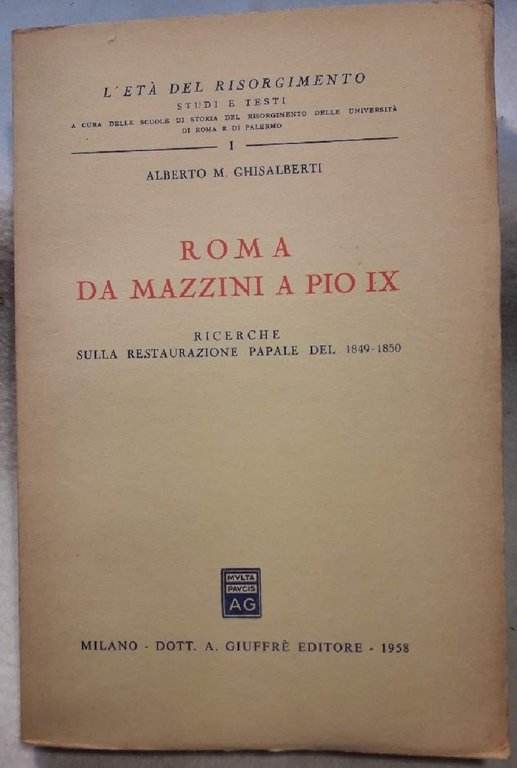 L'ETÀ DEL RISORGIMENTO
STUDI E TESTI
A CURA DELLE SCUOLE DI STORIA DEL RISORGIMENTO DELLE UNIVERSITÀ
DI ROMA E DI PALERMO
I
ALBERTO M. GHISALBERTI
ROMA
DA MAZZINI A PIO IX
RICERCHE
SULLA RESTAURAZIONE PAPALE DEL 1849-1850
MVLTA
PAVCIS
AG
MILANO - DOTT. A. GIUFFRÈ EDITORE - 1958